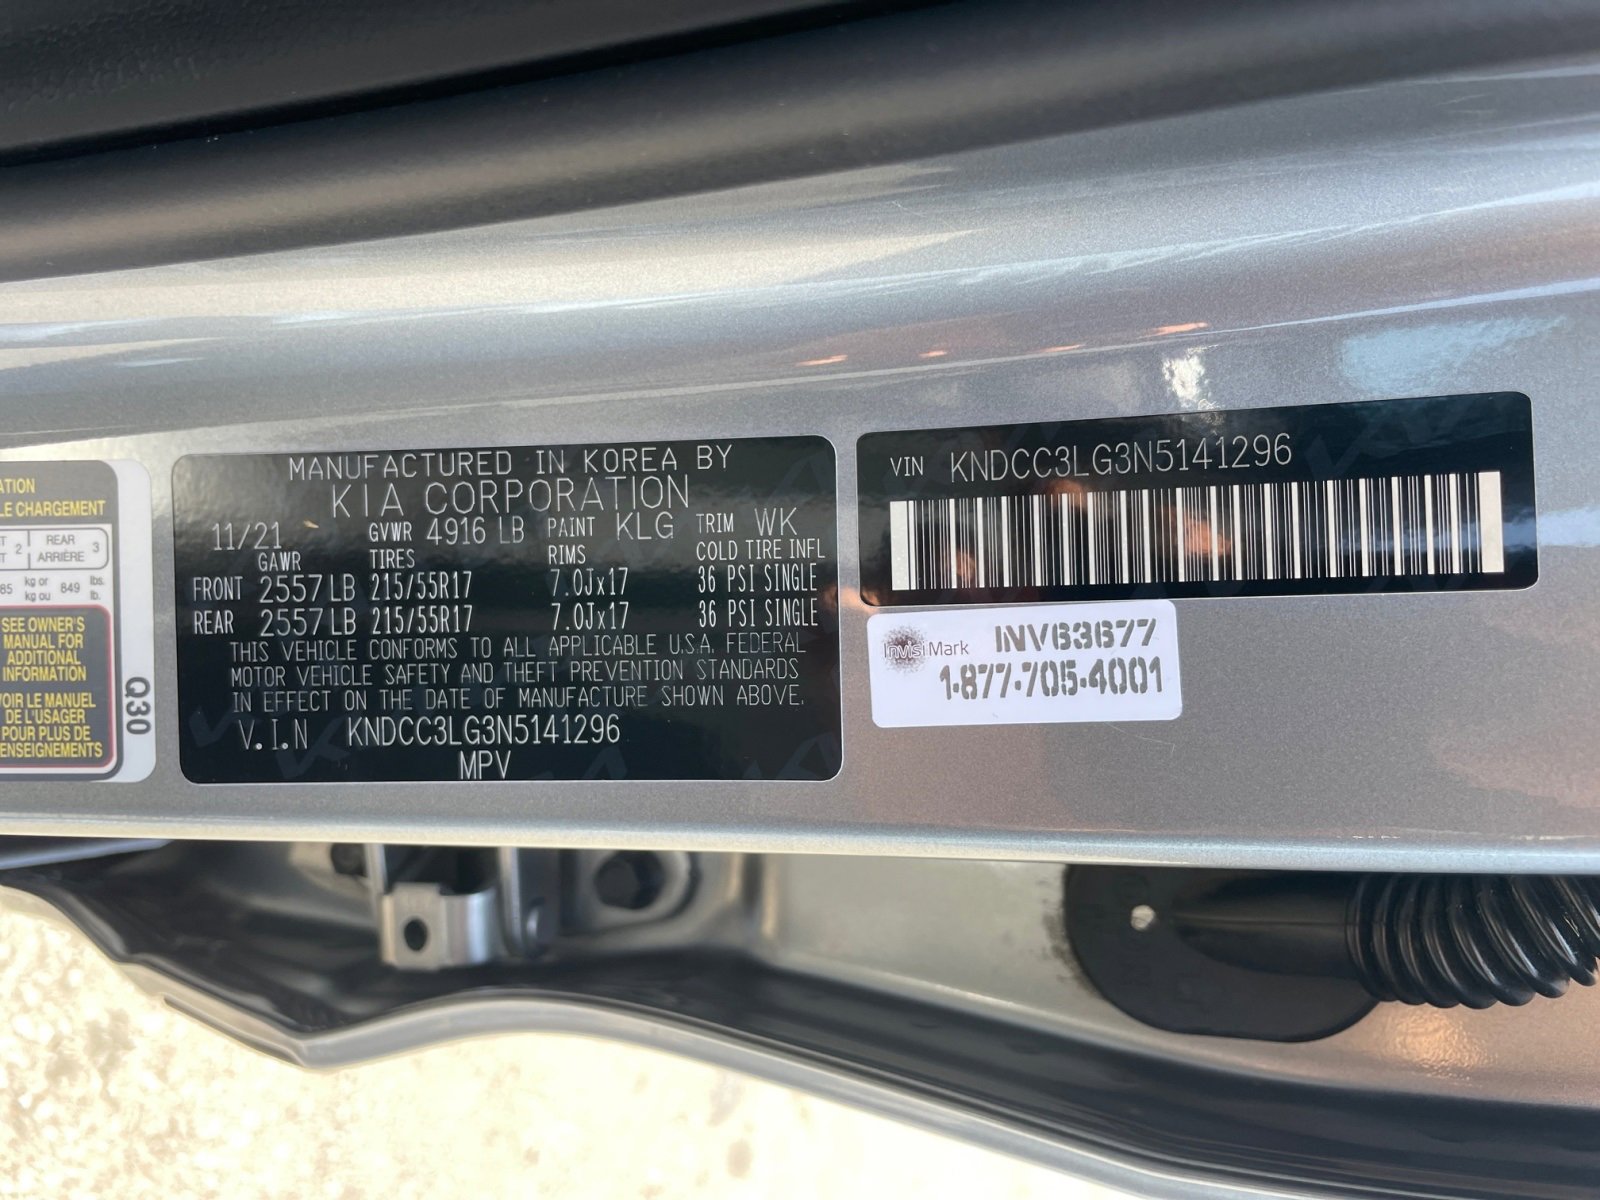 ATION
LE CHARGEMENT
2 REAR 3
ARRIÈRE
85 kg or 849 lbs.
kg ou lb.
SEE OWNER'S
MANUAL FOR
ADDITIONAL
INFORMATION
VOIR LE MANUEL
DE L'USAGER
POUR PLUS DE
RENSEIGNEMENTS
Q30
MANUFACTURED IN KOREA BY
KIA CORPORATION
11/21 GVWR 4916 LB PAINT KLG TRIM WK
GAWR TIRES RIMS COLD TIRE INFL
FRONT 2557LB 215/55R17 7.0Jx17 36 PSI SINGLE
REAR 2557LB 215/55R17 7.0Jx17 36 PSI SINGLE
THIS VEHICLE CONFORMS TO ALL APPLICABLE U.S.A. FEDERAL
MOTOR VEHICLE SAFETY AND THEFT PREVENTION STANDARDS
IN EFFECT ON THE DATE OF MANUFACTURE SHOWN ABOVE.
V.I.N KNDCC3LG3N5141296
MPV
VIN KNDCC3LG3N5141296
InvisiMark INV63677
1-877-705-4001